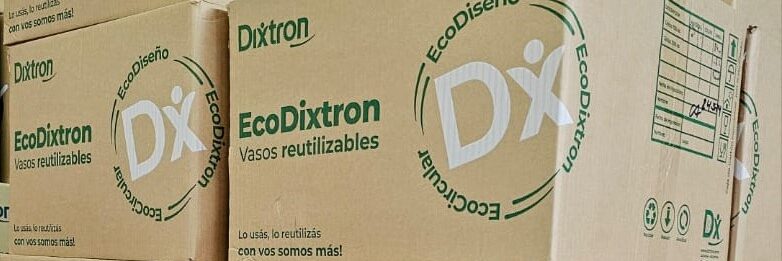 Lo usás, lo reutilizás
con vos somos más!
Dixtron
EcoDixtron
Vasos reutilizables
EcoDiseño
EcoDixtron
EcoCircular
Dx
Lo usás, lo reutilizás
con vos somos más!
Dixtron
EcoDixtron
Vasos reutilizables
EcoDiseño
EcoDixtron
EcoCircular
Dx
Lo usás, lo reutilizás
con vos somos más!
Dx